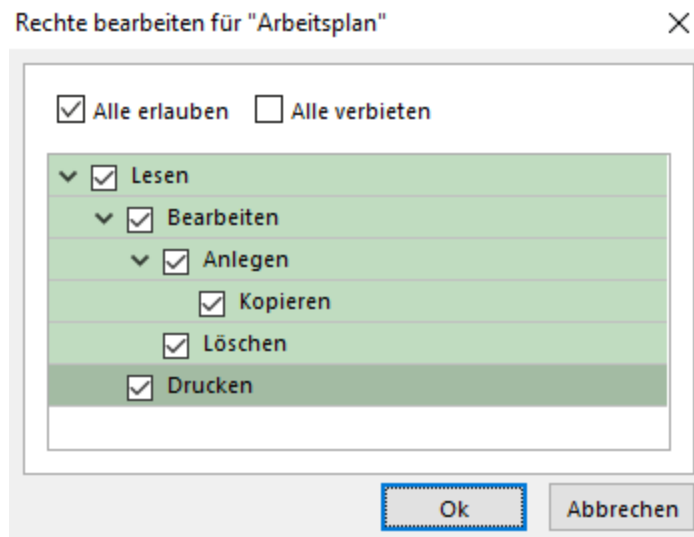 Rechte bearbeiten für "Arbeitsplan"
Alle erlauben Alle verbieten
Lesen
Bearbeiten
Anlegen
Kopieren
Löschen
Drucken
Ok Abbrechen